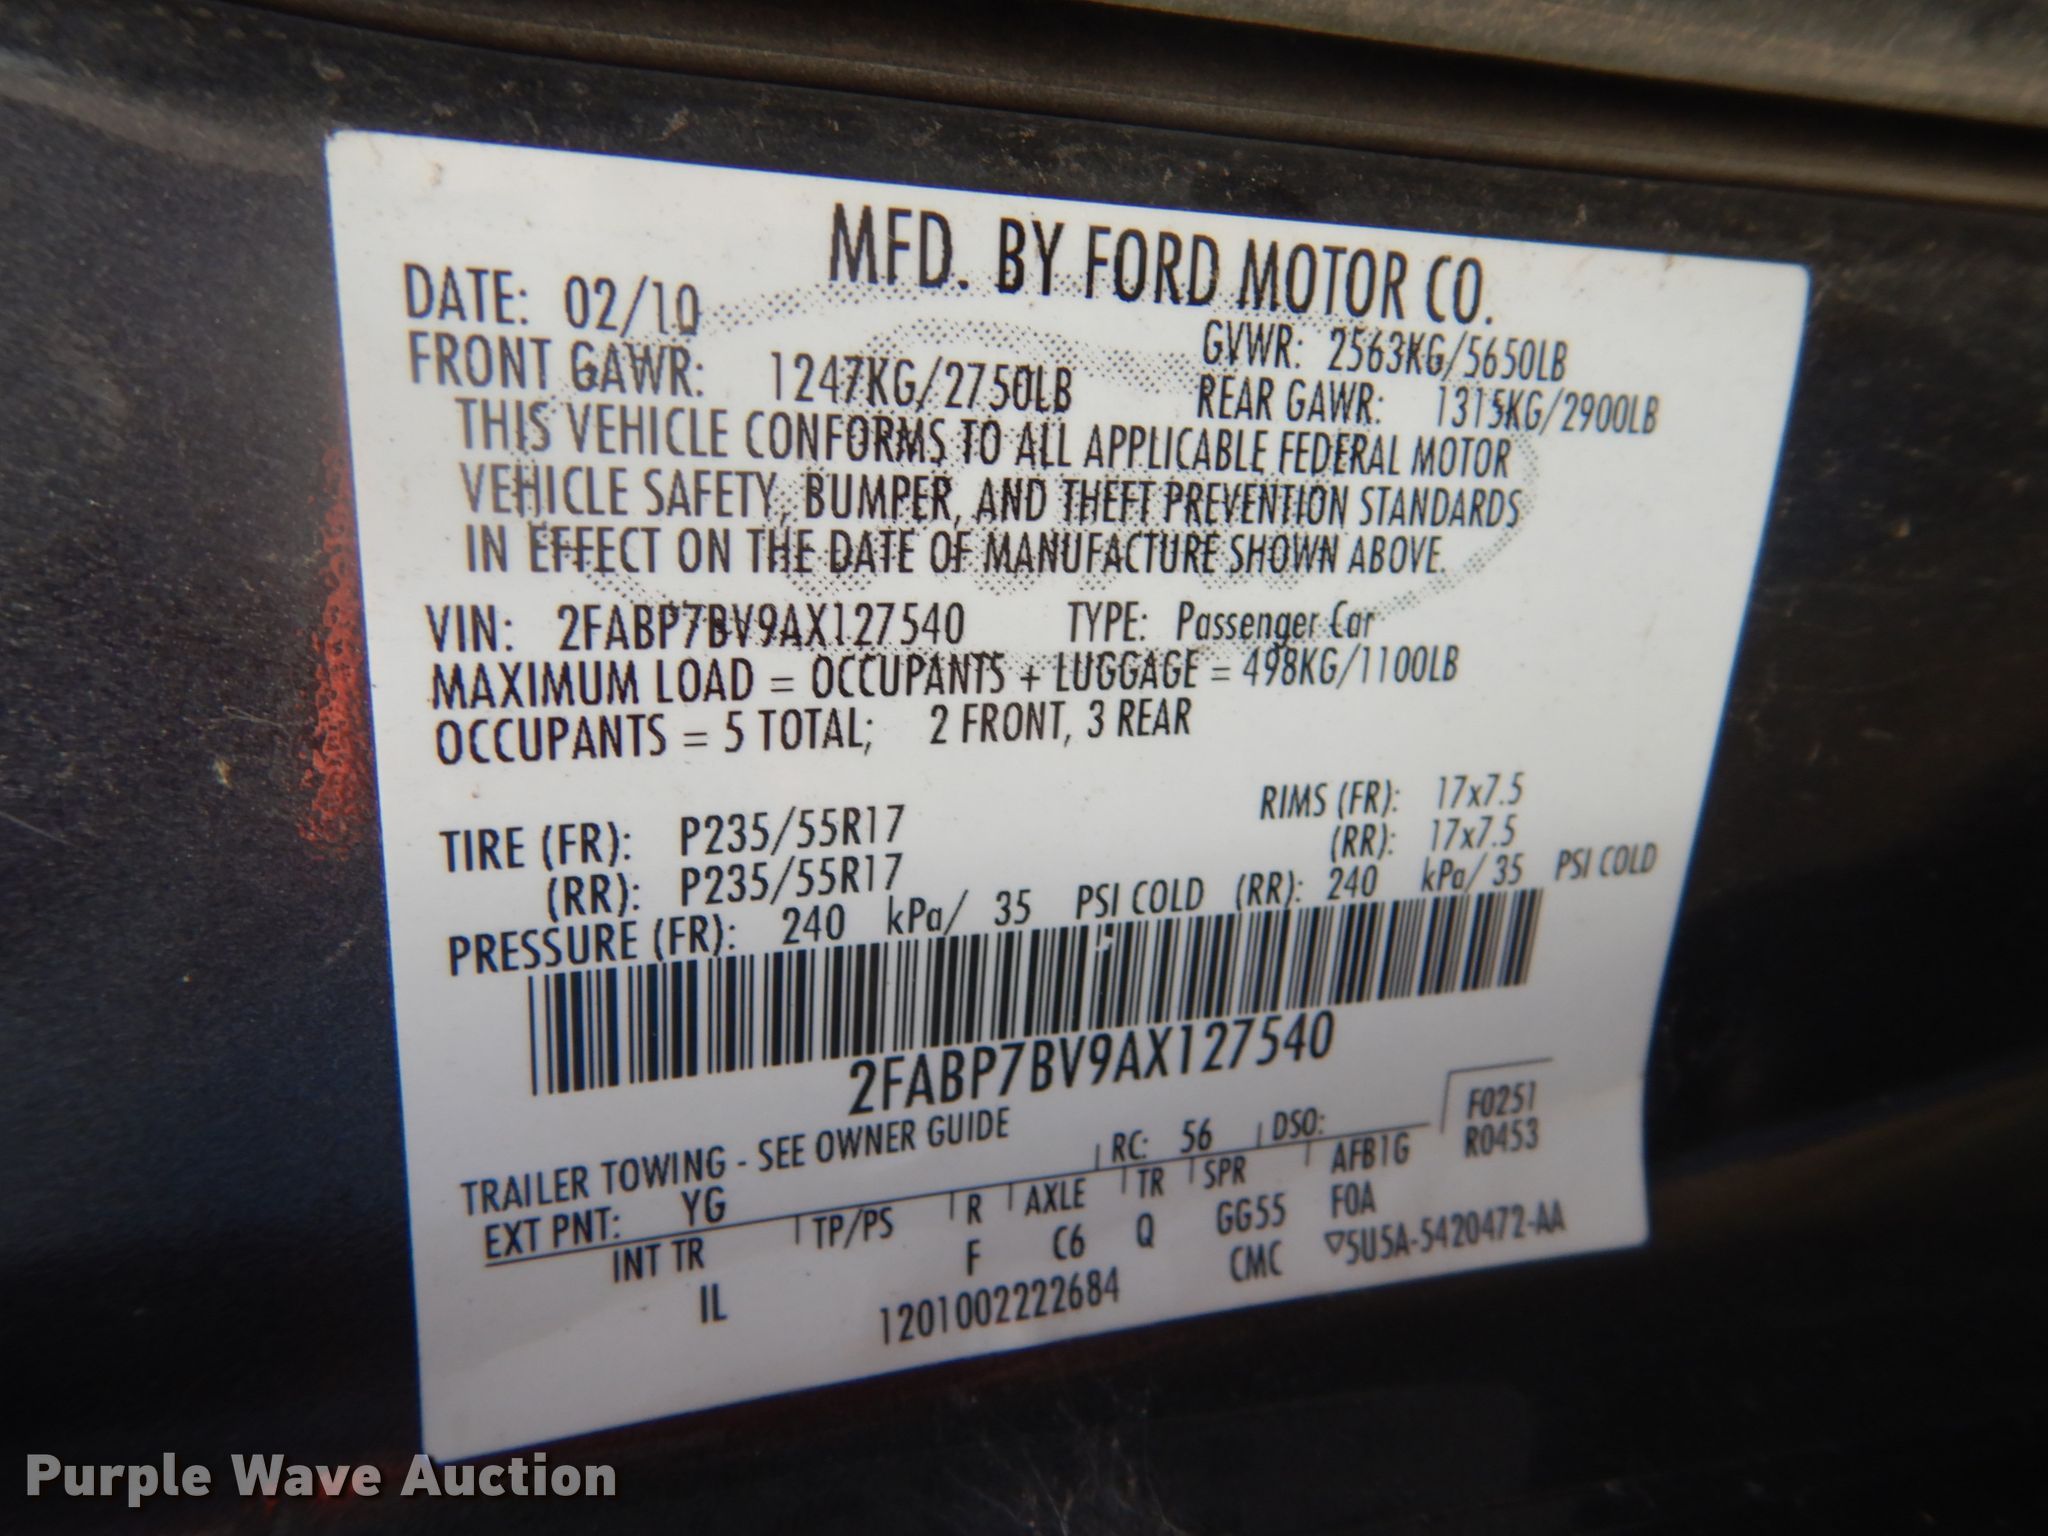 MFD. BY FORD MOTOR CO.
DATE: 02/10 GVWR: 2563KG/5650LB
FRONT GAWR: 1247KG/2750LB REAR GAWR: 1315KG/2900LB
THIS VEHICLE CONFORMS TO ALL APPLICABLE FEDERAL MOTOR
VEHICLE SAFETY, BUMPER, AND THEFT PREVENTION STANDARDS
IN EFFECT ON THE DATE OF MANUFACTURE SHOWN ABOVE.
VIN: 2FABP7BV9AX127540 TYPE: Passenger Car
MAXIMUM LOAD = OCCUPANTS + LUGGAGE = 498KG/1100LB
OCCUPANTS = 5 TOTAL; 2 FRONT, 3 REAR
TIRE (FR): P235/55R17 RIMS (FR): 17x7.5
(RR): P235/55R17 (RR): 17x7.5
PRESSURE (FR): 240 kPa/ 35 PSI COLD (RR): 240 kPa/ 35 PSI COLD
2FABP7BV9AX127540
TRAILER TOWING - SEE OWNER GUIDE F0251
EXT PNT: YG RC: 56 DSO: R0453
INT TR TP/PS R AXLE TR SPR AFB1G
IL F C6 Q GG55 FOA
1201002222684 CMC ▽5U5A-5420472-AA
Purple Wave Auction